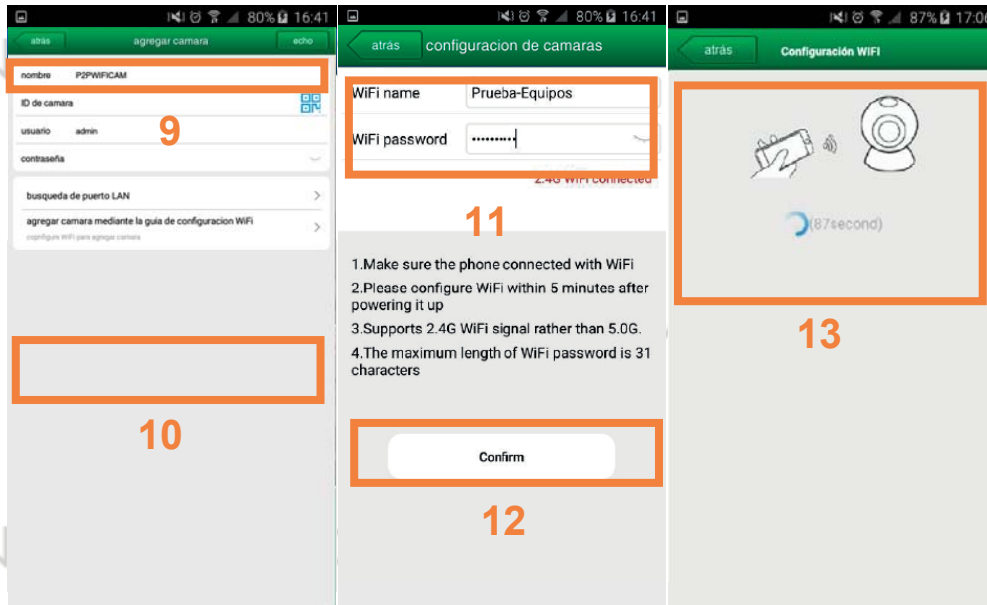 80% 16:41
atrás
agregar camara
echo
nombre P2PWIFICAM
ID de camara
usuario admin
contraseña
9
busqueda de puerto LAN
agregar camara mediante la guia de configuracion WiFi
copnfigure WiFi para agregar camara
10
80% 16:41
atrás
configuracion de camaras
WiFi name Prueba-Equipos
WiFi password ••••••••••
2.4G WiFi connected
11
1.Make sure the phone connected with WiFi
2.Please configure WiFi within 5 minutes after
powering it up
3.Supports 2.4G WiFi signal rather than 5.0G.
4.The maximum length of WiFi password is 31
characters
Confirm
12
87% 17:06
atrás
Configuración WIFI
(87second)
13